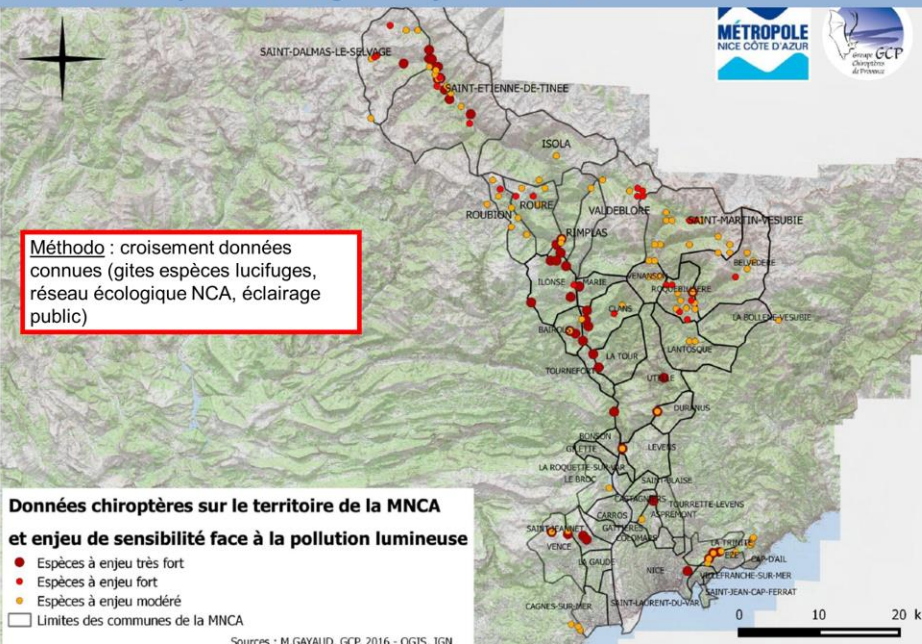 MÉTROPOLE
NICE CÔTE D'AZUR
Groupe GCP
Chiroptères
de Provence
SAINT-DALMAS-LE-SELVAGE
SAINT-ETIENNE-DE-TINEE
ISOLA
ROUBION
ROURE
VALDEBLORE
SAINT-MARTIN-VESUBIE
RIMPLAS
BELVEDERE
Méthodo : croisement données
connues (gites espèces lucifuges,
réseau écologique NCA, éclairage
public)
ILONSE
MARIE
VENANSON
ROQUEBILLIERE
CLANS
LA BOLLENE-VESUBIE
BAIROLS
LA TOUR
LANTOSQUE
TOURNEFORT
UTELLE
DURANUS
BONSON
GILETTE
LEVENS
LA ROQUETTE-SUR-VAR
LE BROC
SAINT-BLAISE
CASTAGNIERS
TOURRETTE-LEVENS
CARROS
ASPREMONT
SAINT-JEANNET
GATTIERES
COLOMARS
VENCE
LA TRINITE
EZE
CAP-D'AIL
LA GAUDE
NICE
VILLEFRANCHE-SUR-MER
SAINT-JEAN-CAP-FERRAT
CAGNES-SUR-MER
SAINT-LAURENT-DU-VAR
Données chiroptères sur le territoire de la MNCA
et enjeu de sensibilité face à la pollution lumineuse
Espèces à enjeu très fort
Espèces à enjeu fort
Espèces à enjeu modéré
Limites des communes de la MNCA
Sources : M.GAYAUD, GCP, 2016 - QGIS, IGN
0 10 20 k